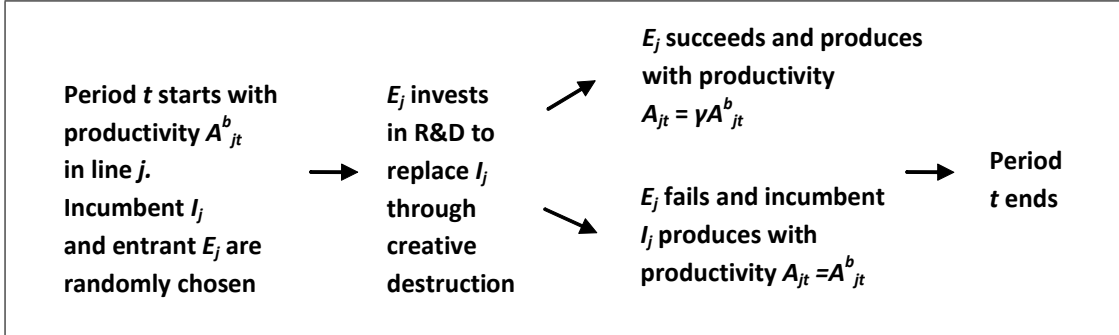 Period t starts with
productivity A^b_jt
in line j.
Incumbent I_j
and entrant E_j are
randomly chosen
E_j invests
in R&D to
replace I_j
through
creative
destruction
E_j succeeds and produces
with productivity
A_jt = γA^b_jt
E_j fails and incumbent
I_j produces with
productivity A_jt =A^b_jt
Period
t ends